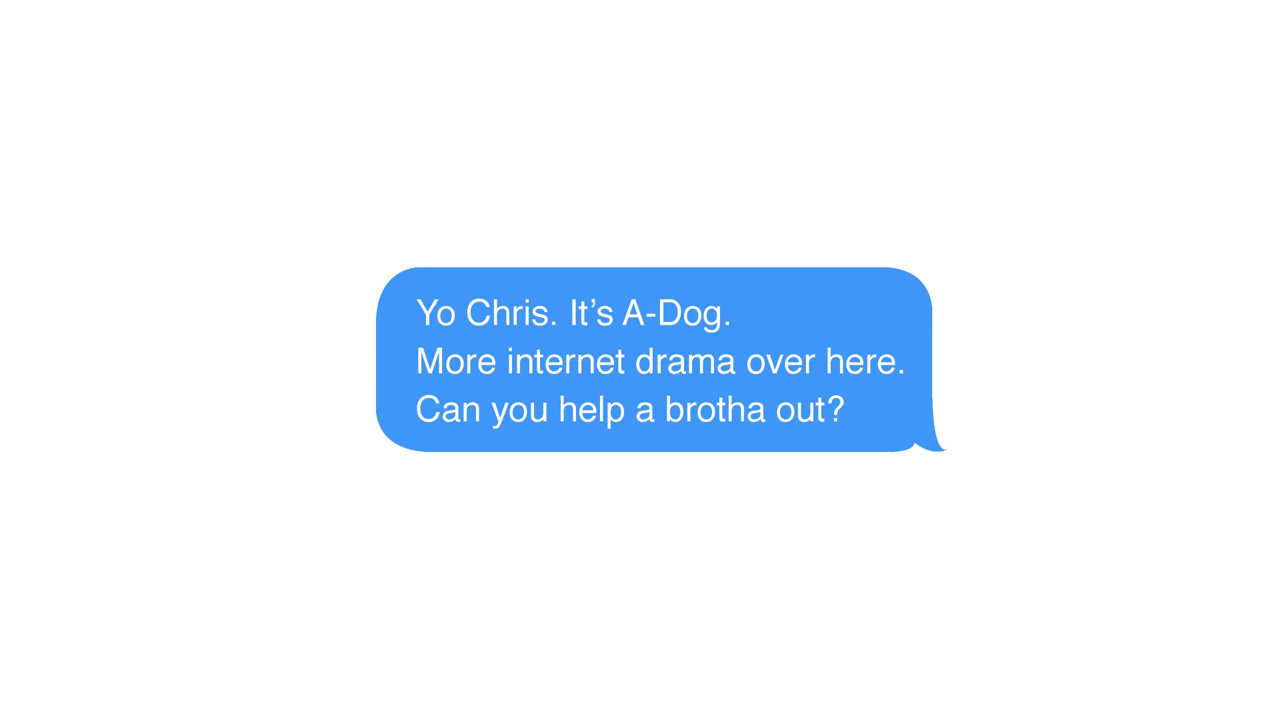 Yo Chris. It’s A-Dog.
More internet drama over here.
Can you help a brotha out?